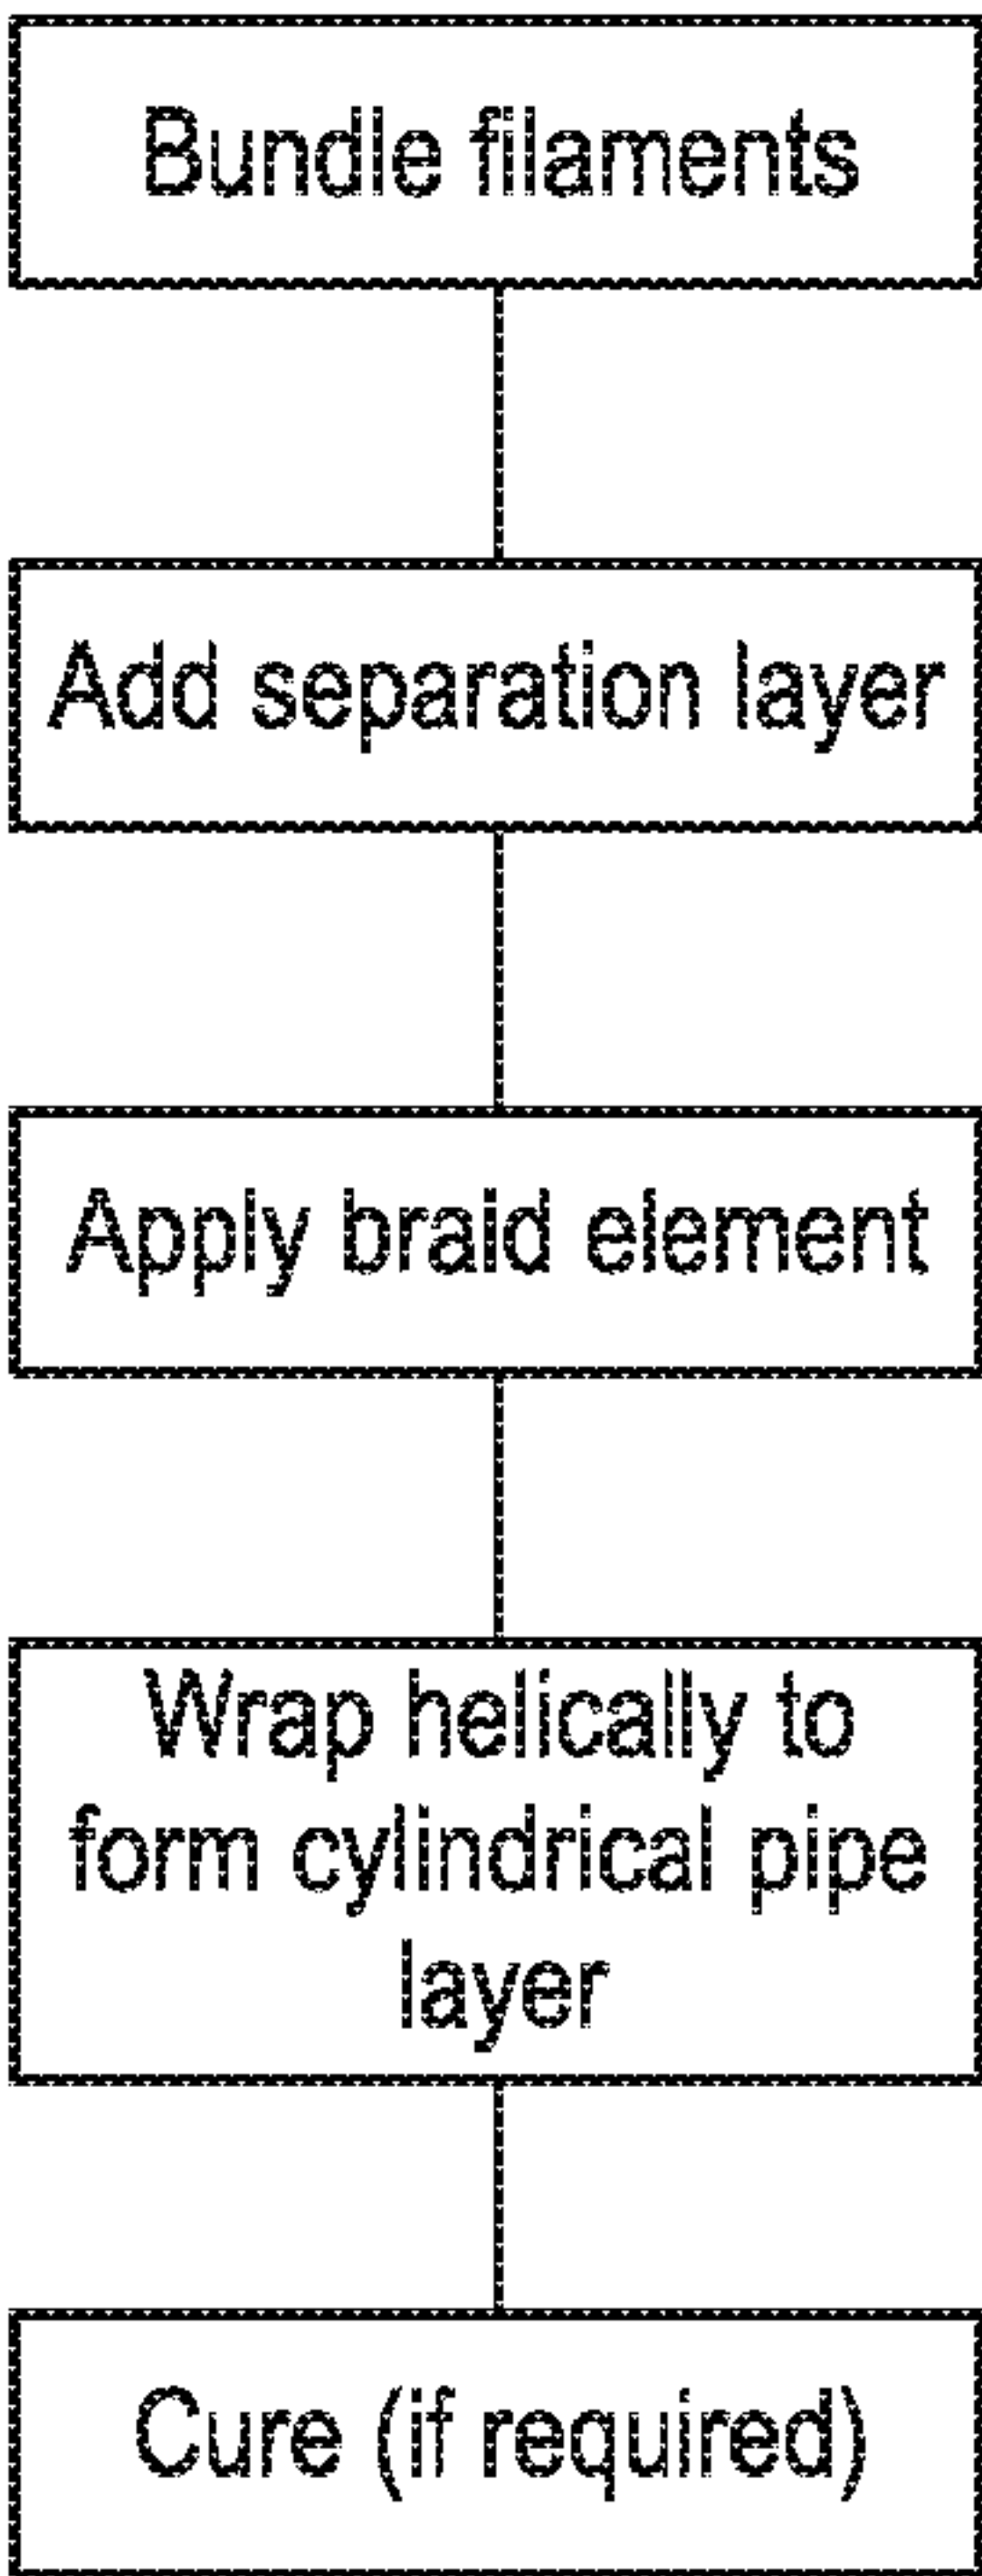 Bundle filaments
Add separation layer
Apply braid element
Wrap helically to
form cylindrical pipe
layer
Cure (if required)